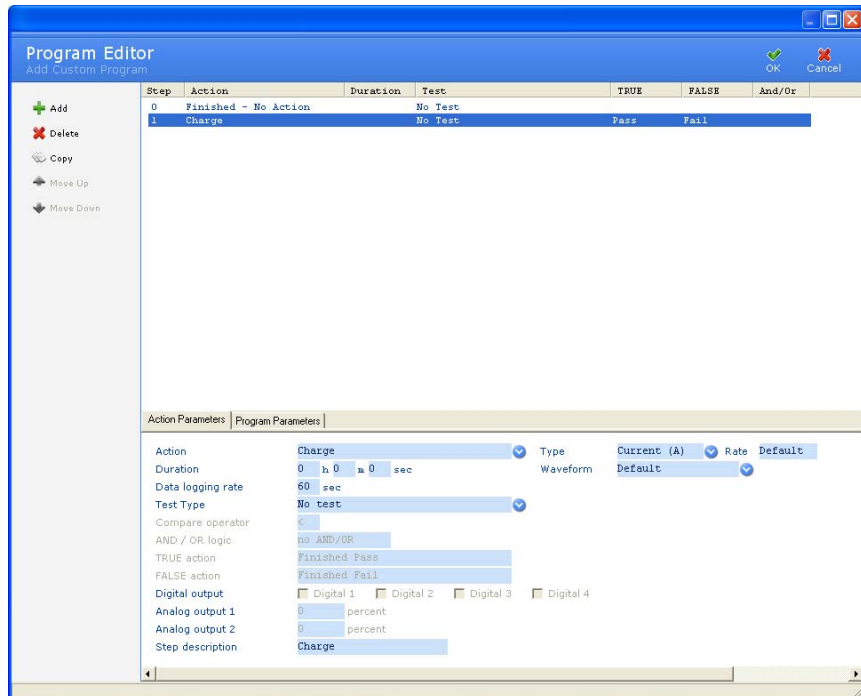 Program Editor
Add Custom Program
OK Cancel
Add
Delete
Copy
Move Up
Move Down
Step Action Duration Test TRUE FALSE And/Or
0 Finished - No Action No Test
1 Charge No Test Pass Fail
Action Parameters Program Parameters
Action Charge Type Current (A) Rate Default
Duration 0 h 0 m 0 sec Waveform Default
Data logging rate 60 sec
Test Type No test
Compare operator <
AND / OR logic no AND/OR
TRUE action Finished Pass
FALSE action Finished Fail
Digital output Digital 1 Digital 2 Digital 3 Digital 4
Analog output 1 0 percent
Analog output 2 0 percent
Step description Charge